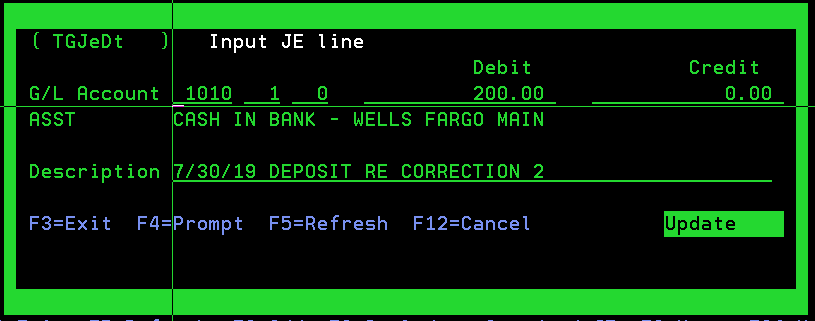 ( TGJeDt ) Input JE line
Debit Credit
G/L Account 1010 1 0 200.00 0.00
ASST CASH IN BANK - WELLS FARGO MAIN
Description 7/30/19 DEPOSIT RE CORRECTION 2
F3=Exit F4=Prompt F5=Refresh F12=Cancel Update